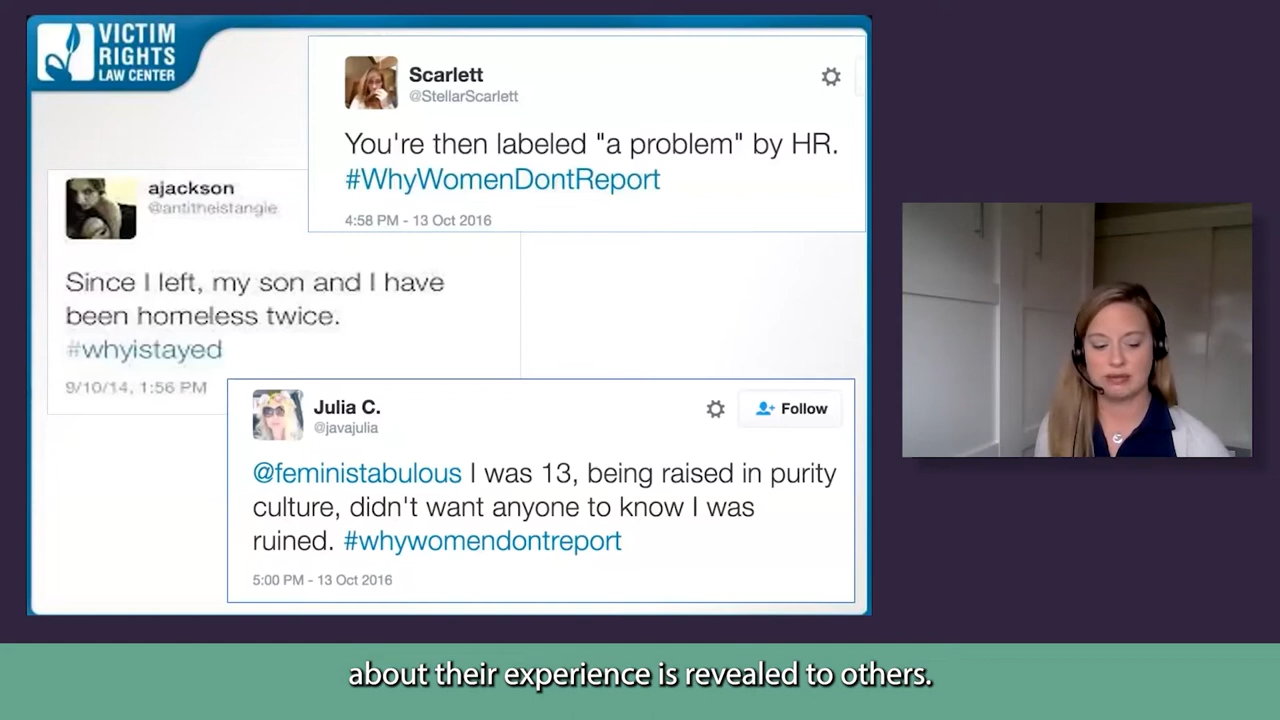 VICTIM
RIGHTS
LAW CENTER
Scarlett
@StellarScarlett
You're then labeled "a problem" by HR.
#WhyWomenDontReport
4:58 PM - 13 Oct 2016
ajackson
@antitheistangie
Since I left, my son and I have
been homeless twice.
#whyistayed
9/10/14, 1:56 PM
Julia C.
@javajulia
Follow
@feministabulous I was 13, being raised in purity
culture, didn't want anyone to know I was
ruined. #whywomendontreport
5:00 PM - 13 Oct 2016
about their experience is revealed to others.